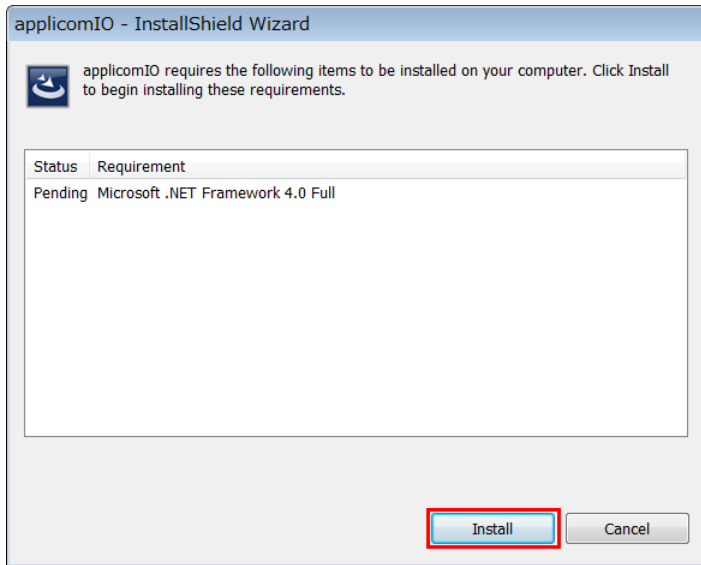 applicomIO - InstallShield Wizard
applicomIO requires the following items to be installed on your computer. Click Install
to begin installing these requirements.
Status Requirement
Pending Microsoft .NET Framework 4.0 Full
Install Cancel